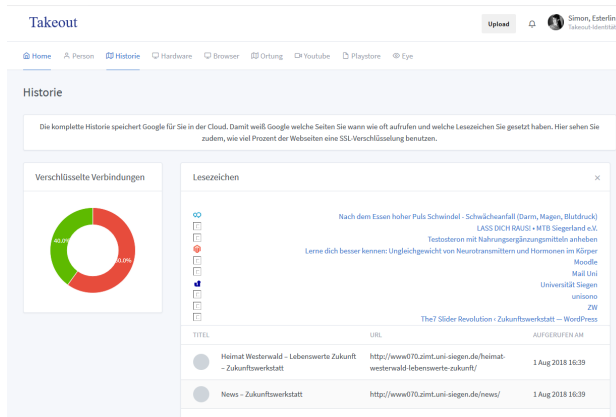 Takeout
Upload
Simon, Esterlin
Takeout-Identität
Home Person Historie Hardware Browser Ortung Youtube Playstore Eye
Historie
Die komplette Historie speichert Google für Sie in der Cloud. Damit weiß Google welche Seiten Sie wann wie oft aufrufen und welche Lesezeichen Sie gesetzt haben. Hier sehen Sie
zudem, wie viel Prozent der Webseiten eine SSL-Verschlüsselung benutzen.
Verschlüsselte Verbindungen
40.0%
60.0%
Lesezeichen
Nach dem Essen hoher Puls Schwindel - Schwächeanfall (Darm, Magen, Blutdruck)
LASS DICH RAUS! • MTB Siegerland e.V.
Testosteron mit Nahrungsergänzungsmitteln anheben
Lerne dich besser kennen: Ungleichgewicht von Neurotransmittern und Hormonen im Körper
Moodle
Mail Uni
Universität Siegen
unisono
ZW
The7 Slider Revolution ‹ Zukunftswerkstatt — WordPress
TITEL URL AUFGERUFEN AM
Heimat Westerwald – Lebenswerte Zukunft
– Zukunftswerkstatt
http://www070.zimt.uni-siegen.de/heimat-
westerwald-lebenswerte-zukunft/
1 Aug 2018 16:39
News – Zukunftswerkstatt http://www070.zimt.uni-siegen.de/news/ 1 Aug 2018 16:39